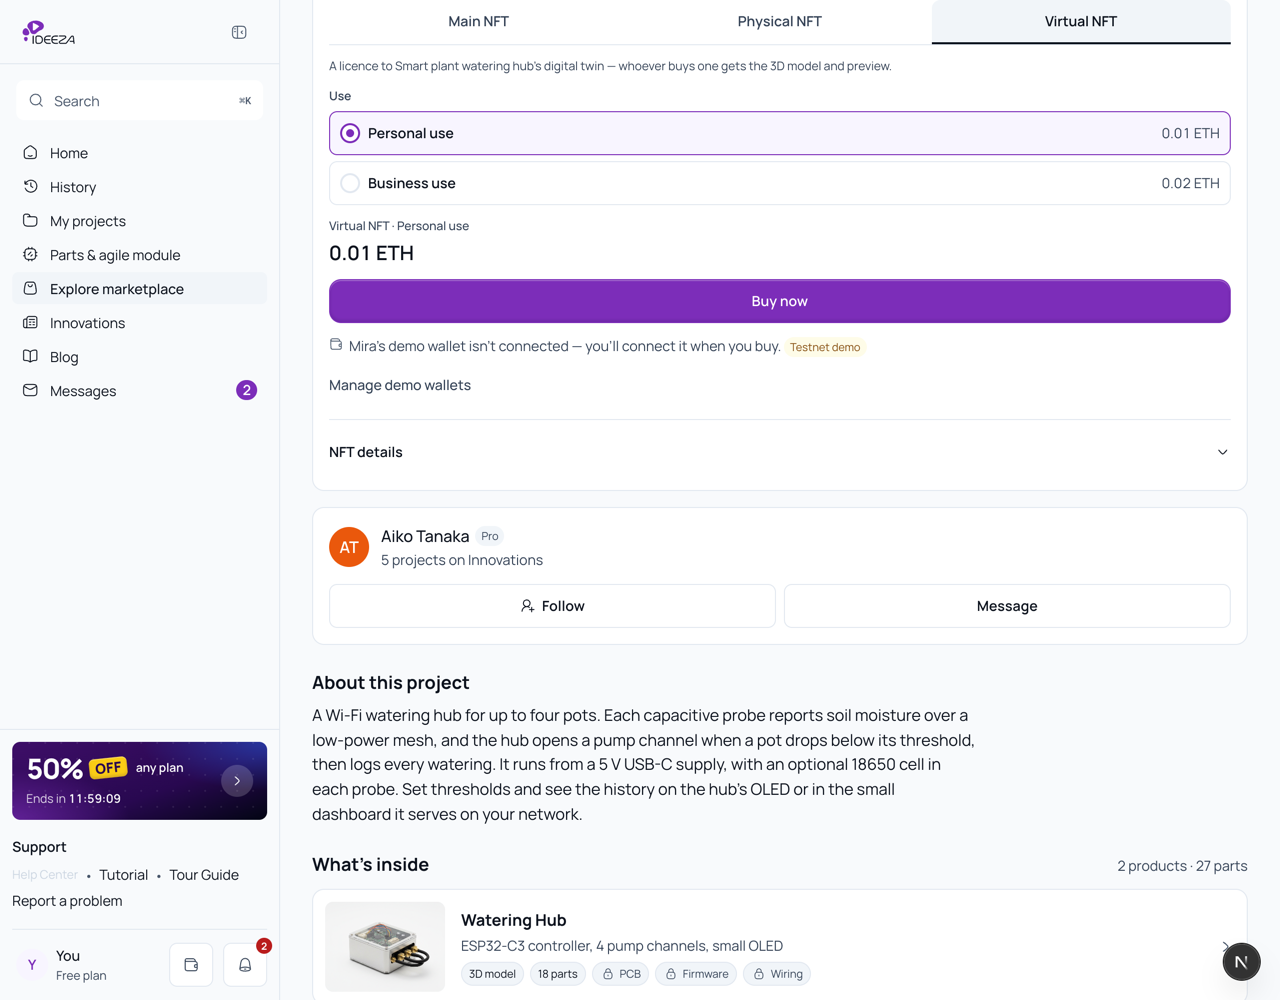 IDEEZA
Search
⌘K
Home
History
My projects
Parts & agile module
Explore marketplace
Innovations
Blog
Messages
2
50% OFF any plan
Ends in 11:59:09
Support
Help Center • Tutorial • Tour Guide
Report a problem
Y
You
Free plan
2
Main NFT
Physical NFT
Virtual NFT
A licence to Smart plant watering hub's digital twin — whoever buys one gets the 3D model and preview.
Use
Personal use
0.01 ETH
Business use
0.02 ETH
Virtual NFT · Personal use
0.01 ETH
Buy now
Mira's demo wallet isn't connected — you'll connect it when you buy.
Testnet demo
Manage demo wallets
NFT details
AT
Aiko Tanaka
Pro
5 projects on Innovations
Follow
Message
About this project
A Wi-Fi watering hub for up to four pots. Each capacitive probe reports soil moisture over a
low-power mesh, and the hub opens a pump channel when a pot drops below its threshold,
then logs every watering. It runs from a 5 V USB-C supply, with an optional 18650 cell in
each probe. Set thresholds and see the history on the hub's OLED or in the small
dashboard it serves on your network.
What's inside
2 products · 27 parts
Watering Hub
ESP32-C3 controller, 4 pump channels, small OLED
3D model
18 parts
PCB
Firmware
Wiring
N